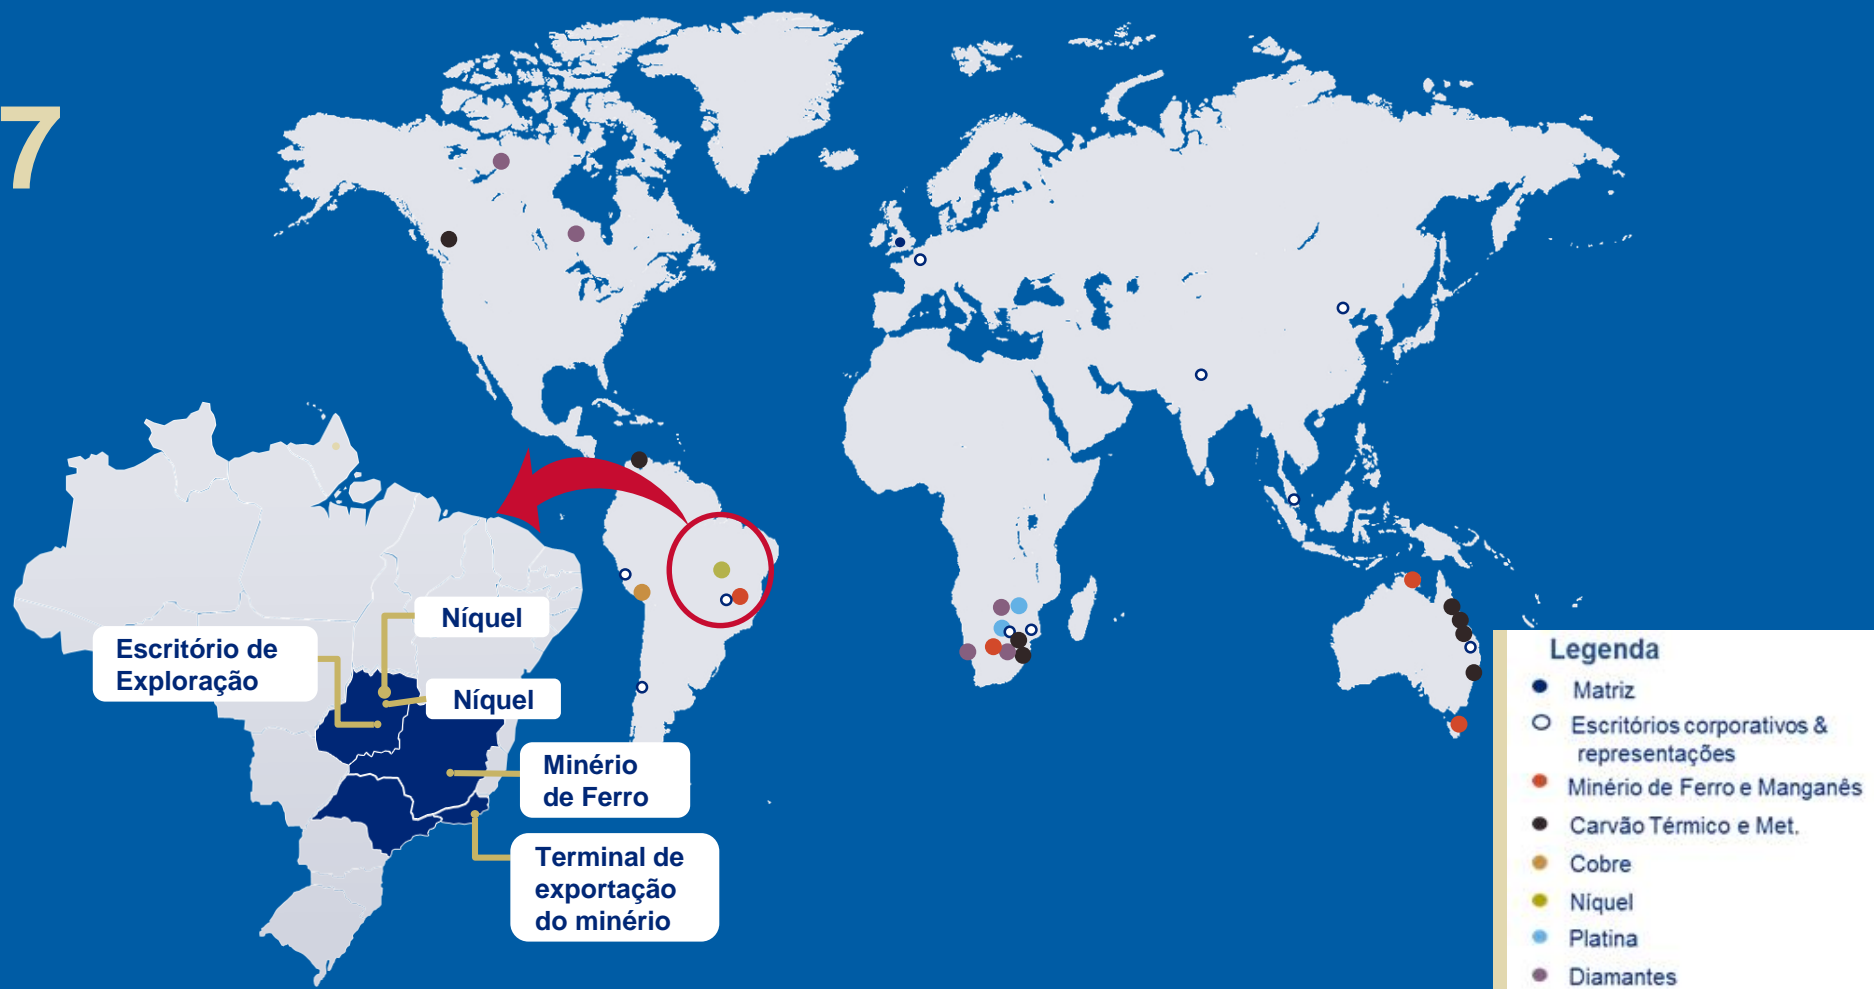 7
Níquel
Escritório de
Exploração
Níquel
Minério
de Ferro
Terminal de
exportação
do minério
Legenda
Matriz
Escritórios corporativos &
representações
Minério de Ferro e Manganês
Carvão Térmico e Met.
Cobre
Níquel
Platina
Diamantes